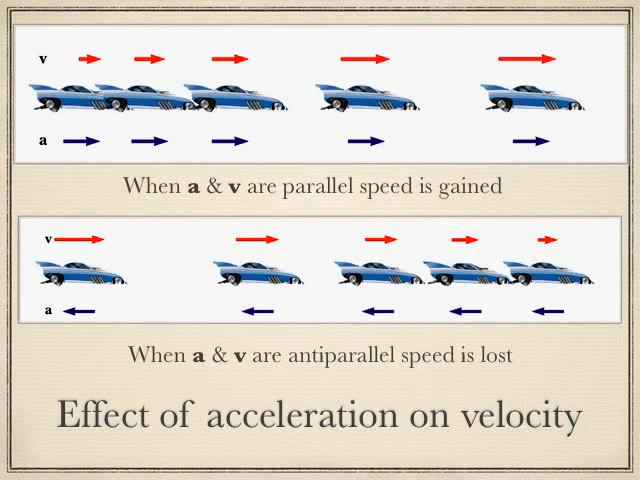 v
a
When a & v are parallel speed is gained
v
a
When a & v are antiparallel speed is lost
Effect of acceleration on velocity